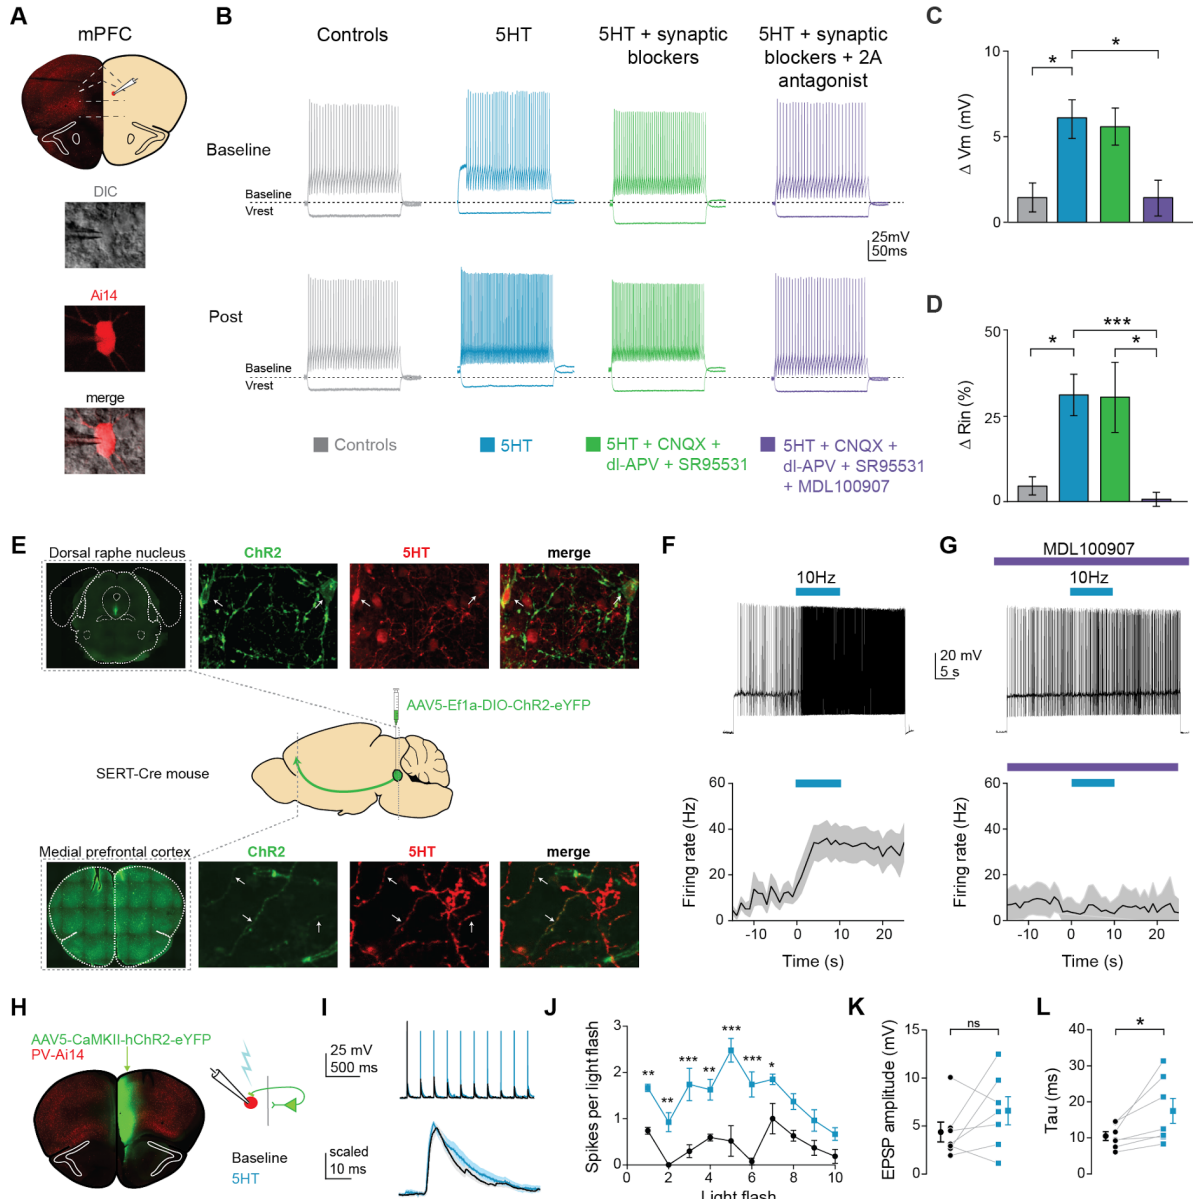 A
mPFC
DIC
Ai14
merge
B
Controls
5HT
5HT + synaptic
blockers
5HT + synaptic
blockers + 2A
antagonist
Baseline
Baseline
Vrest
25mV
50ms
Post
Baseline
Vrest
Controls
5HT
5HT + CNQX +
dl-APV + SR95531
5HT + CNQX +
dl-APV + SR95531
+ MDL100907
C
Δ Vm (mV)
10
5
0
*
*
D
Δ Rin (%)
50
25
0
*
***
*
E
Dorsal raphe nucleus
ChR2
5HT
merge
AAV5-Ef1a-DIO-ChR2-eYFP
SERT-Cre mouse
Medial prefrontal cortex
ChR2
5HT
merge
F
10Hz
20 mV
5 s
Firing rate (Hz)
60
40
20
0
-10
0
10
20
Time (s)
G
MDL100907
10Hz
Firing rate (Hz)
60
40
20
0
-10
0
10
20
Time (s)
H
AAV5-CaMKII-hChR2-eYFP
PV-Ai14
Baseline
5HT
I
25 mV
500 ms
scaled
10 ms
J
Spikes per light flash
3
2
1
0
** ** *** ** *** *** *
0 2 4 6 8 10
Light flash
K
EPSP amplitude (mV)
15
10
5
0
ns
L
Tau (ms)
40
30
20
10
0
*